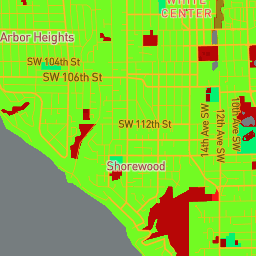 WHITE
CENTER
Arbor Heights
SW 104th St
SW 106th St
SW 112th St
14th Ave SW
12th Ave SW
10th Ave SW
Shorewood